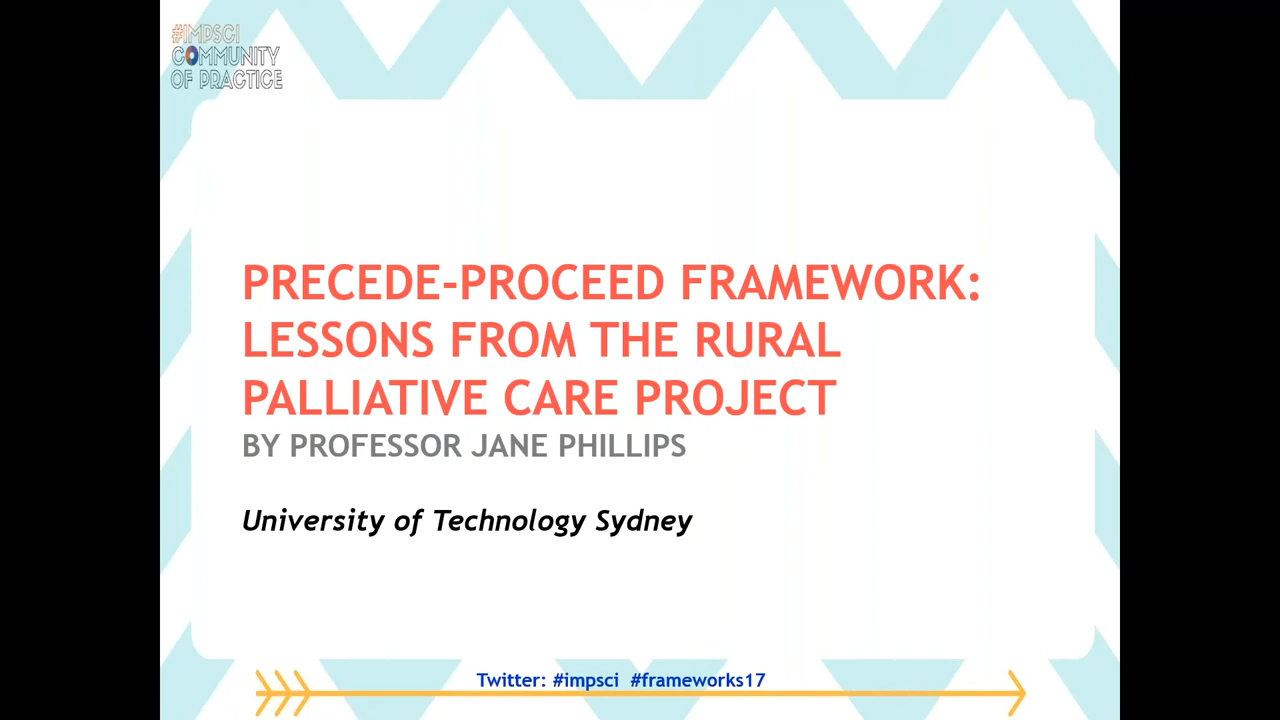 #IMPSCI
COMMUNITY
OF PRACTICE
PRECEDE-PROCEED FRAMEWORK:
LESSONS FROM THE RURAL
PALLIATIVE CARE PROJECT
BY PROFESSOR JANE PHILLIPS
University of Technology Sydney
Twitter: #impsci #frameworks17